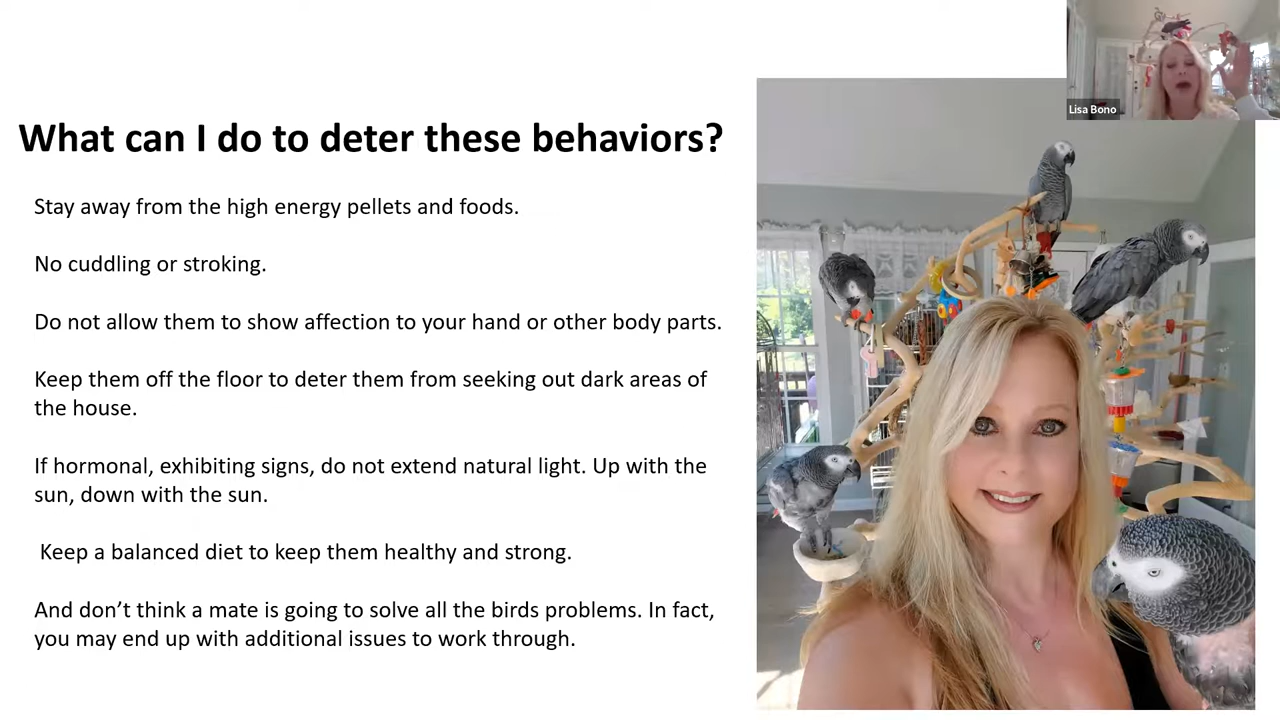 Lisa Bono
What can I do to deter these behaviors?
Stay away from the high energy pellets and foods.
No cuddling or stroking.
Do not allow them to show affection to your hand or other body parts.
Keep them off the floor to deter them from seeking out dark areas of
the house.
If hormonal, exhibiting signs, do not extend natural light. Up with the
sun, down with the sun.
Keep a balanced diet to keep them healthy and strong.
And don’t think a mate is going to solve all the birds problems. In fact,
you may end up with additional issues to work through.